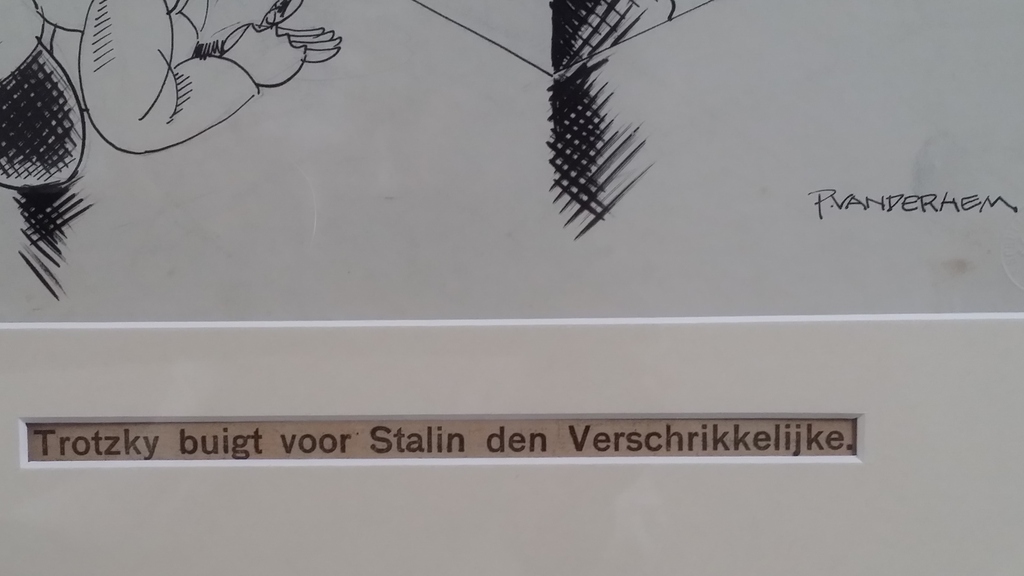 P.VANDERHEM
Trotzky buigt voor Stalin den Verschrikkelijke.